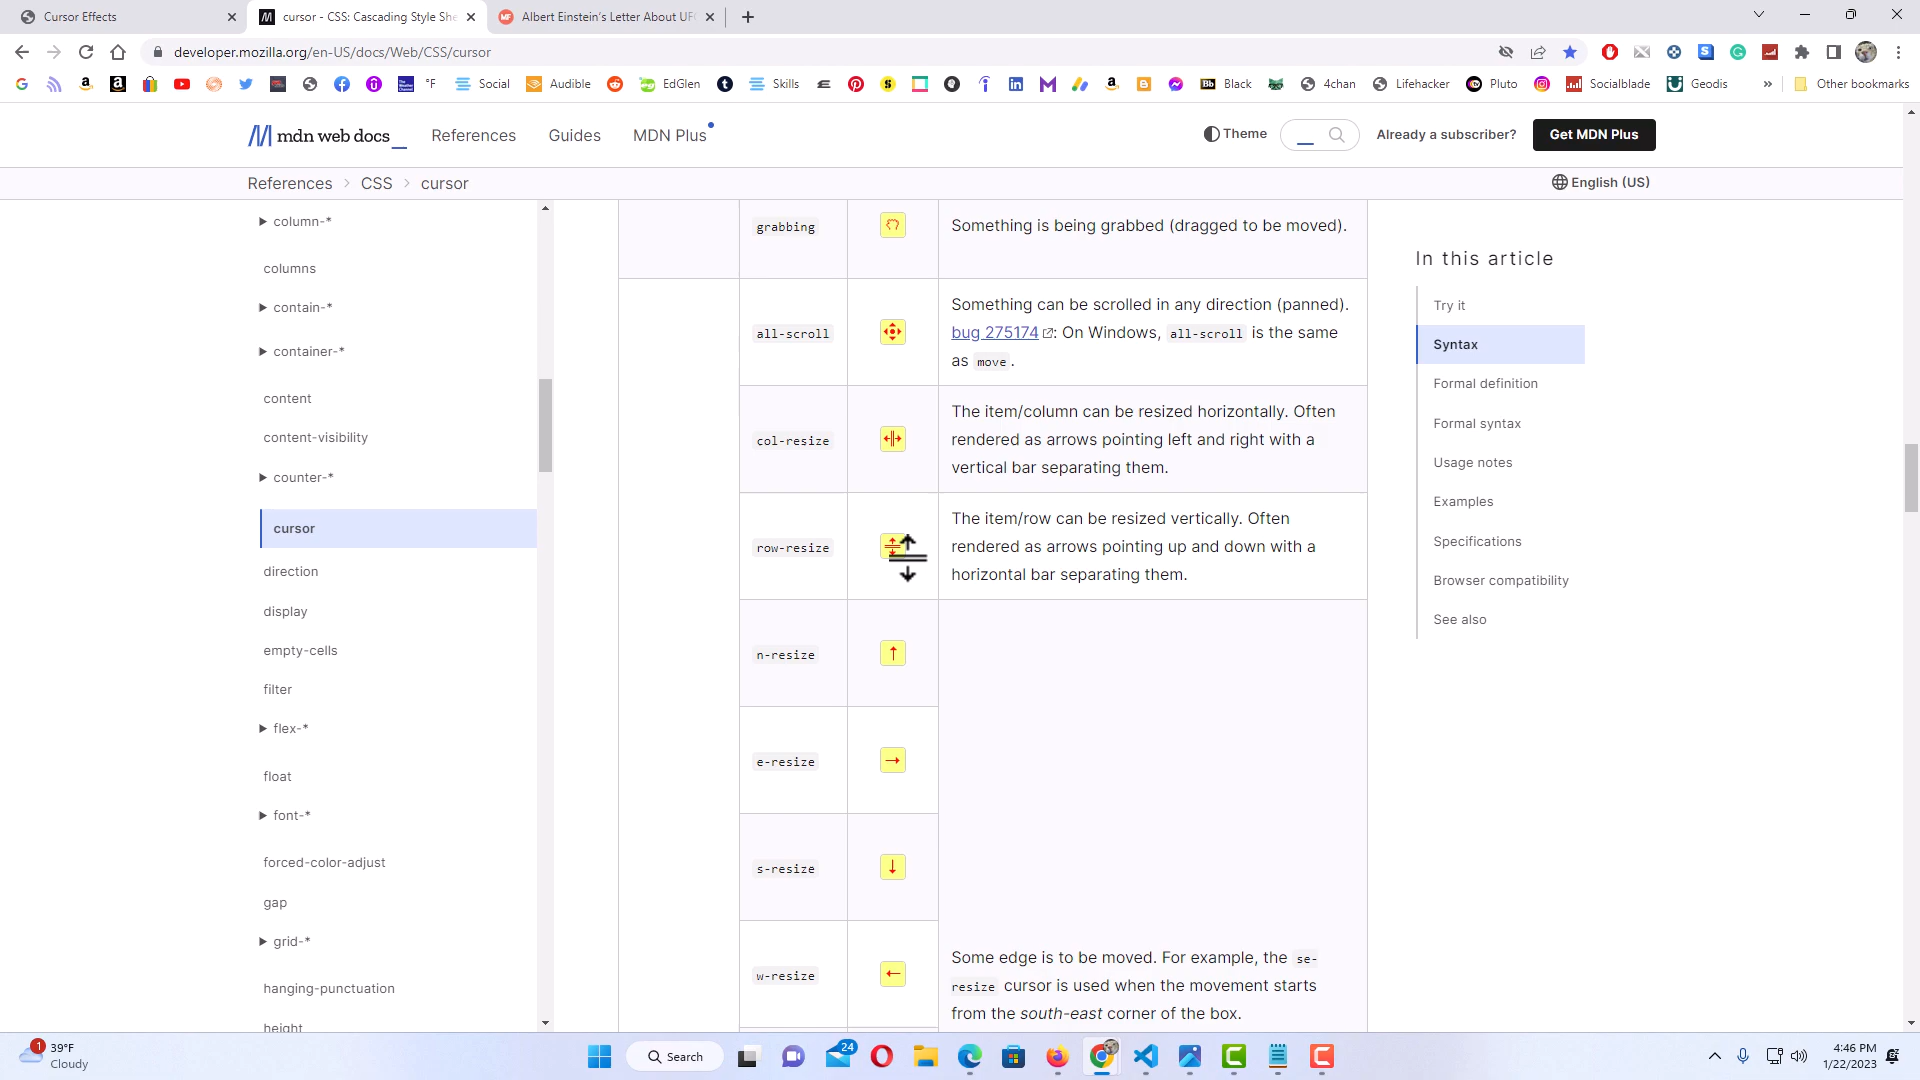 Cursor Effects
cursor - CSS: Cascading Style She
Albert Einstein's Letter About UF
developer.mozilla.org/en-US/docs/Web/CSS/cursor
°F
Social
Audible
EdGlen
Skills
Black
4chan
Lifehacker
Pluto
Socialblade
Geodis
»
Other bookmarks
mdn web docs_
References
Guides
MDN Plus
Theme
Already a subscriber?
Get MDN Plus
References > CSS > cursor
English (US)
column-*
columns
contain-*
container-*
content
content-visibility
counter-*
cursor
direction
display
empty-cells
filter
flex-*
float
font-*
forced-color-adjust
gap
grid-*
hanging-punctuation
height
grabbing
Something is being grabbed (dragged to be moved).
all-scroll
Something can be scrolled in any direction (panned).
bug 275174: On Windows, all-scroll is the same
as move.
col-resize
The item/column can be resized horizontally. Often
rendered as arrows pointing left and right with a
vertical bar separating them.
row-resize
The item/row can be resized vertically. Often
rendered as arrows pointing up and down with a
horizontal bar separating them.
n-resize
e-resize
s-resize
w-resize
Some edge is to be moved. For example, the se-
resize cursor is used when the movement starts
from the south-east corner of the box.
In this article
Try it
Syntax
Formal definition
Formal syntax
Usage notes
Examples
Specifications
Browser compatibility
See also
1
39°F
Cloudy
Search
24
4:46 PM
1/22/2023